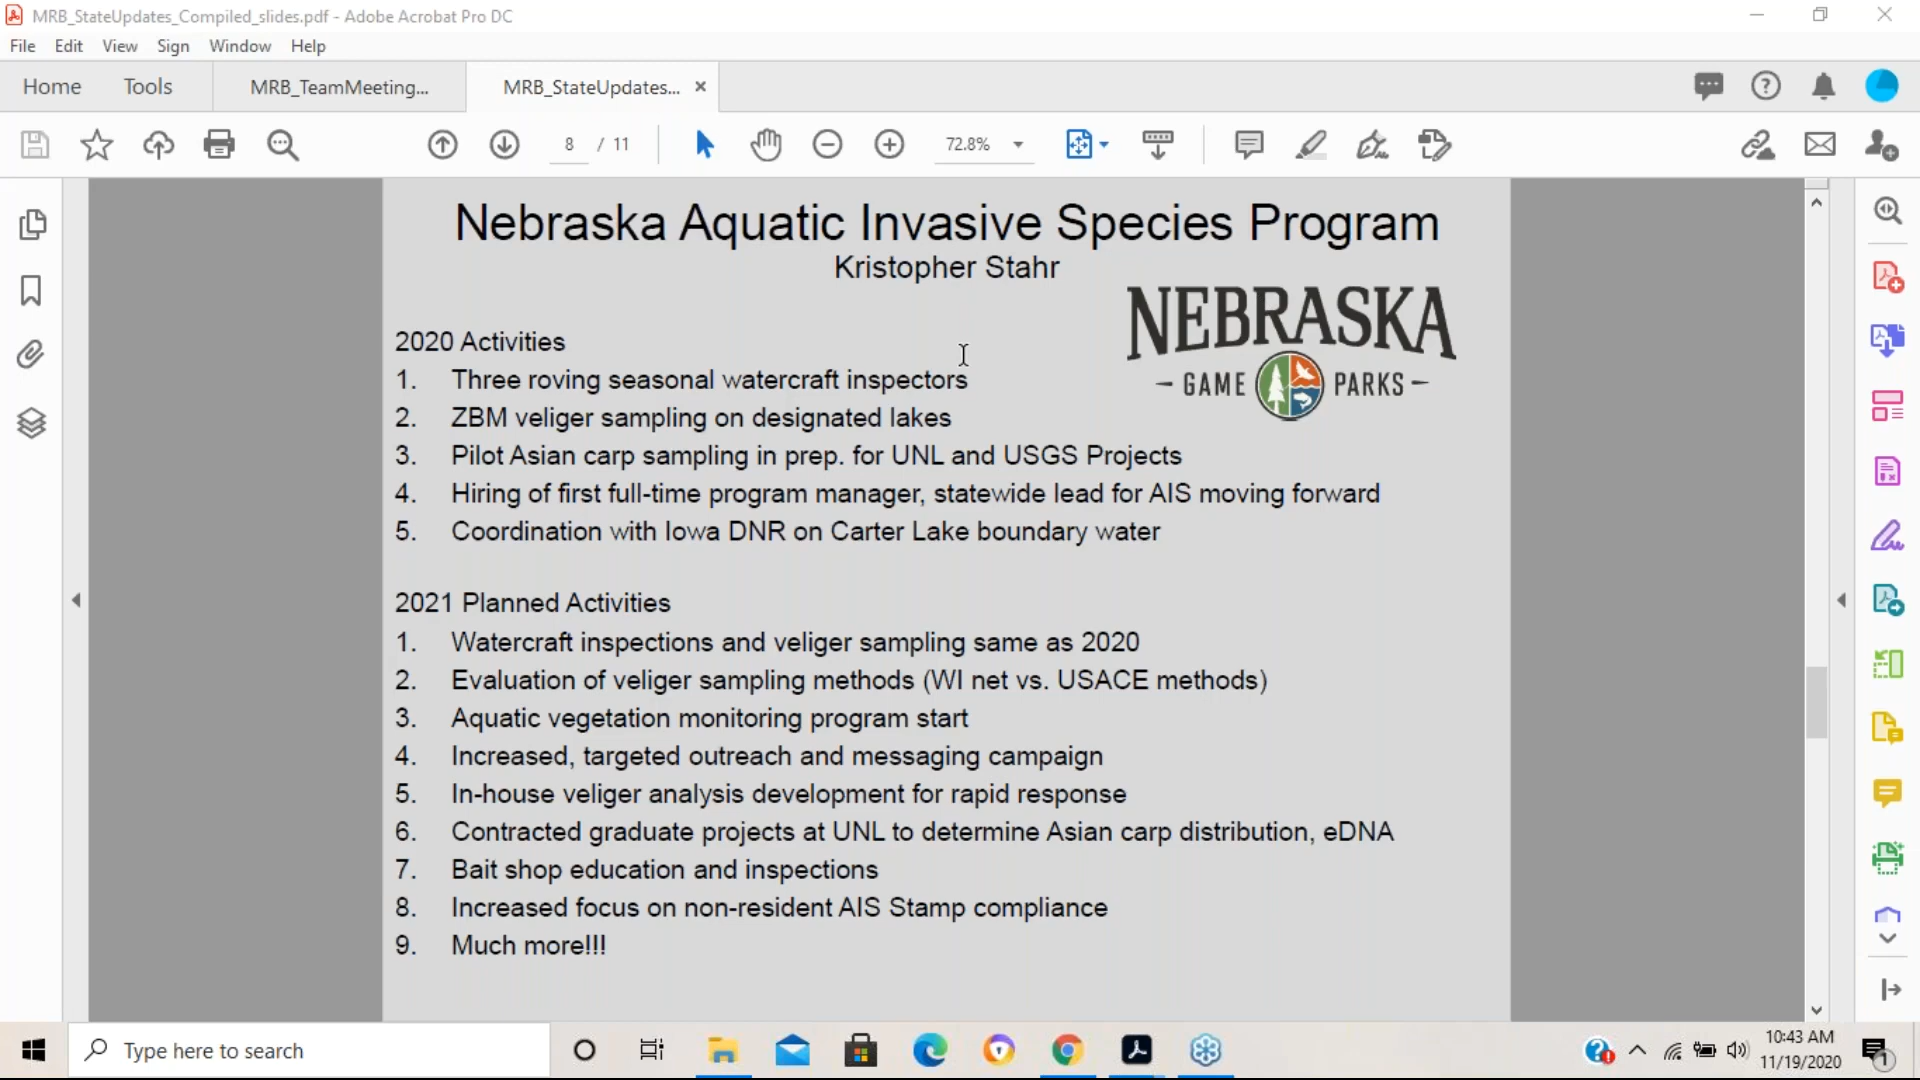 MRB_StateUpdates_Compiled_slides.pdf - Adobe Acrobat Pro DC
File Edit View Sign Window Help
Home Tools MRB_TeamMeeting... MRB_StateUpdates... ×
8 / 11 72.8%
Nebraska Aquatic Invasive Species Program
Kristopher Stahr
NEBRASKA
– GAME PARKS –
2020 Activities
1. Three roving seasonal watercraft inspectors
2. ZBM veliger sampling on designated lakes
3. Pilot Asian carp sampling in prep. for UNL and USGS Projects
4. Hiring of first full-time program manager, statewide lead for AIS moving forward
5. Coordination with Iowa DNR on Carter Lake boundary water
2021 Planned Activities
1. Watercraft inspections and veliger sampling same as 2020
2. Evaluation of veliger sampling methods (WI net vs. USACE methods)
3. Aquatic vegetation monitoring program start
4. Increased, targeted outreach and messaging campaign
5. In-house veliger analysis development for rapid response
6. Contracted graduate projects at UNL to determine Asian carp distribution, eDNA
7. Bait shop education and inspections
8. Increased focus on non-resident AIS Stamp compliance
9. Much more!!!
Type here to search
10:43 AM
11/19/2020
1